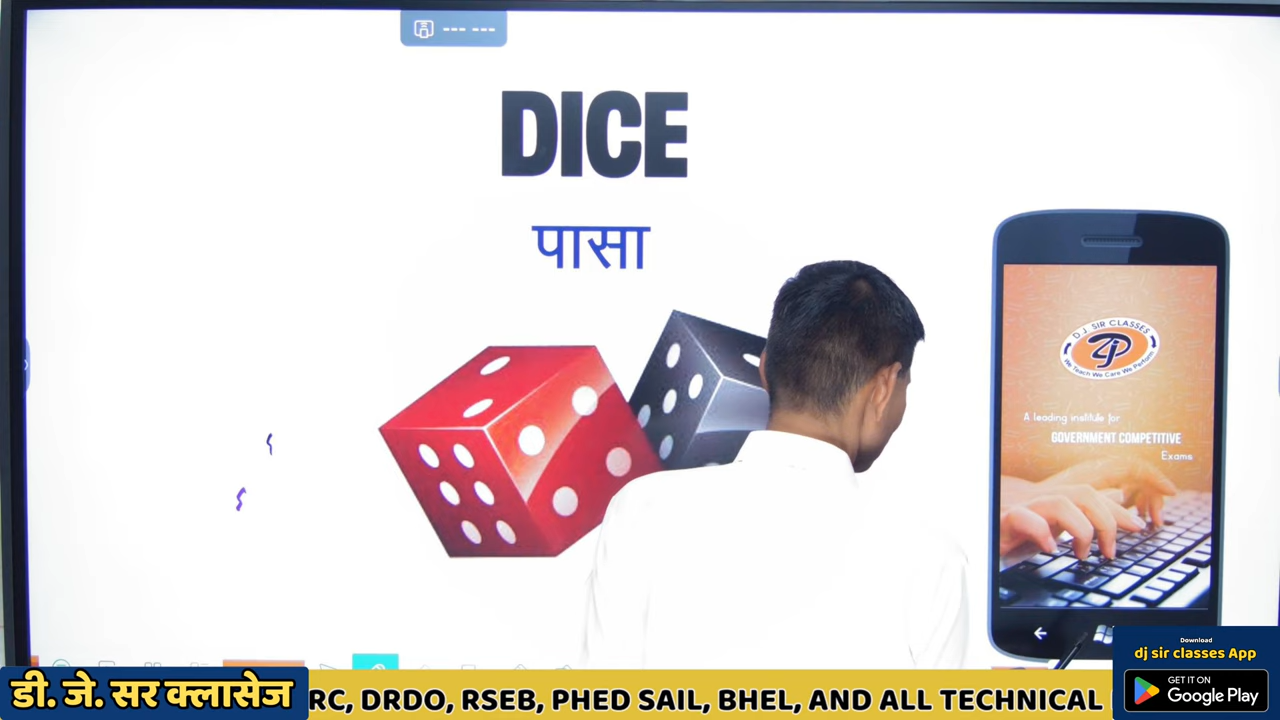 DICE
पासा
D.J. SIR CLASSES
DJ
We Teach We Care We Perform
A leading institute for
GOVERNMENT COMPETITIVE
Exams
Download
dj sir classes App
GET IT ON
Google Play
डी. जे. सर क्लासेज
RC, DRDO, RSEB, PHED SAIL, BHEL, AND ALL TECHNICAL